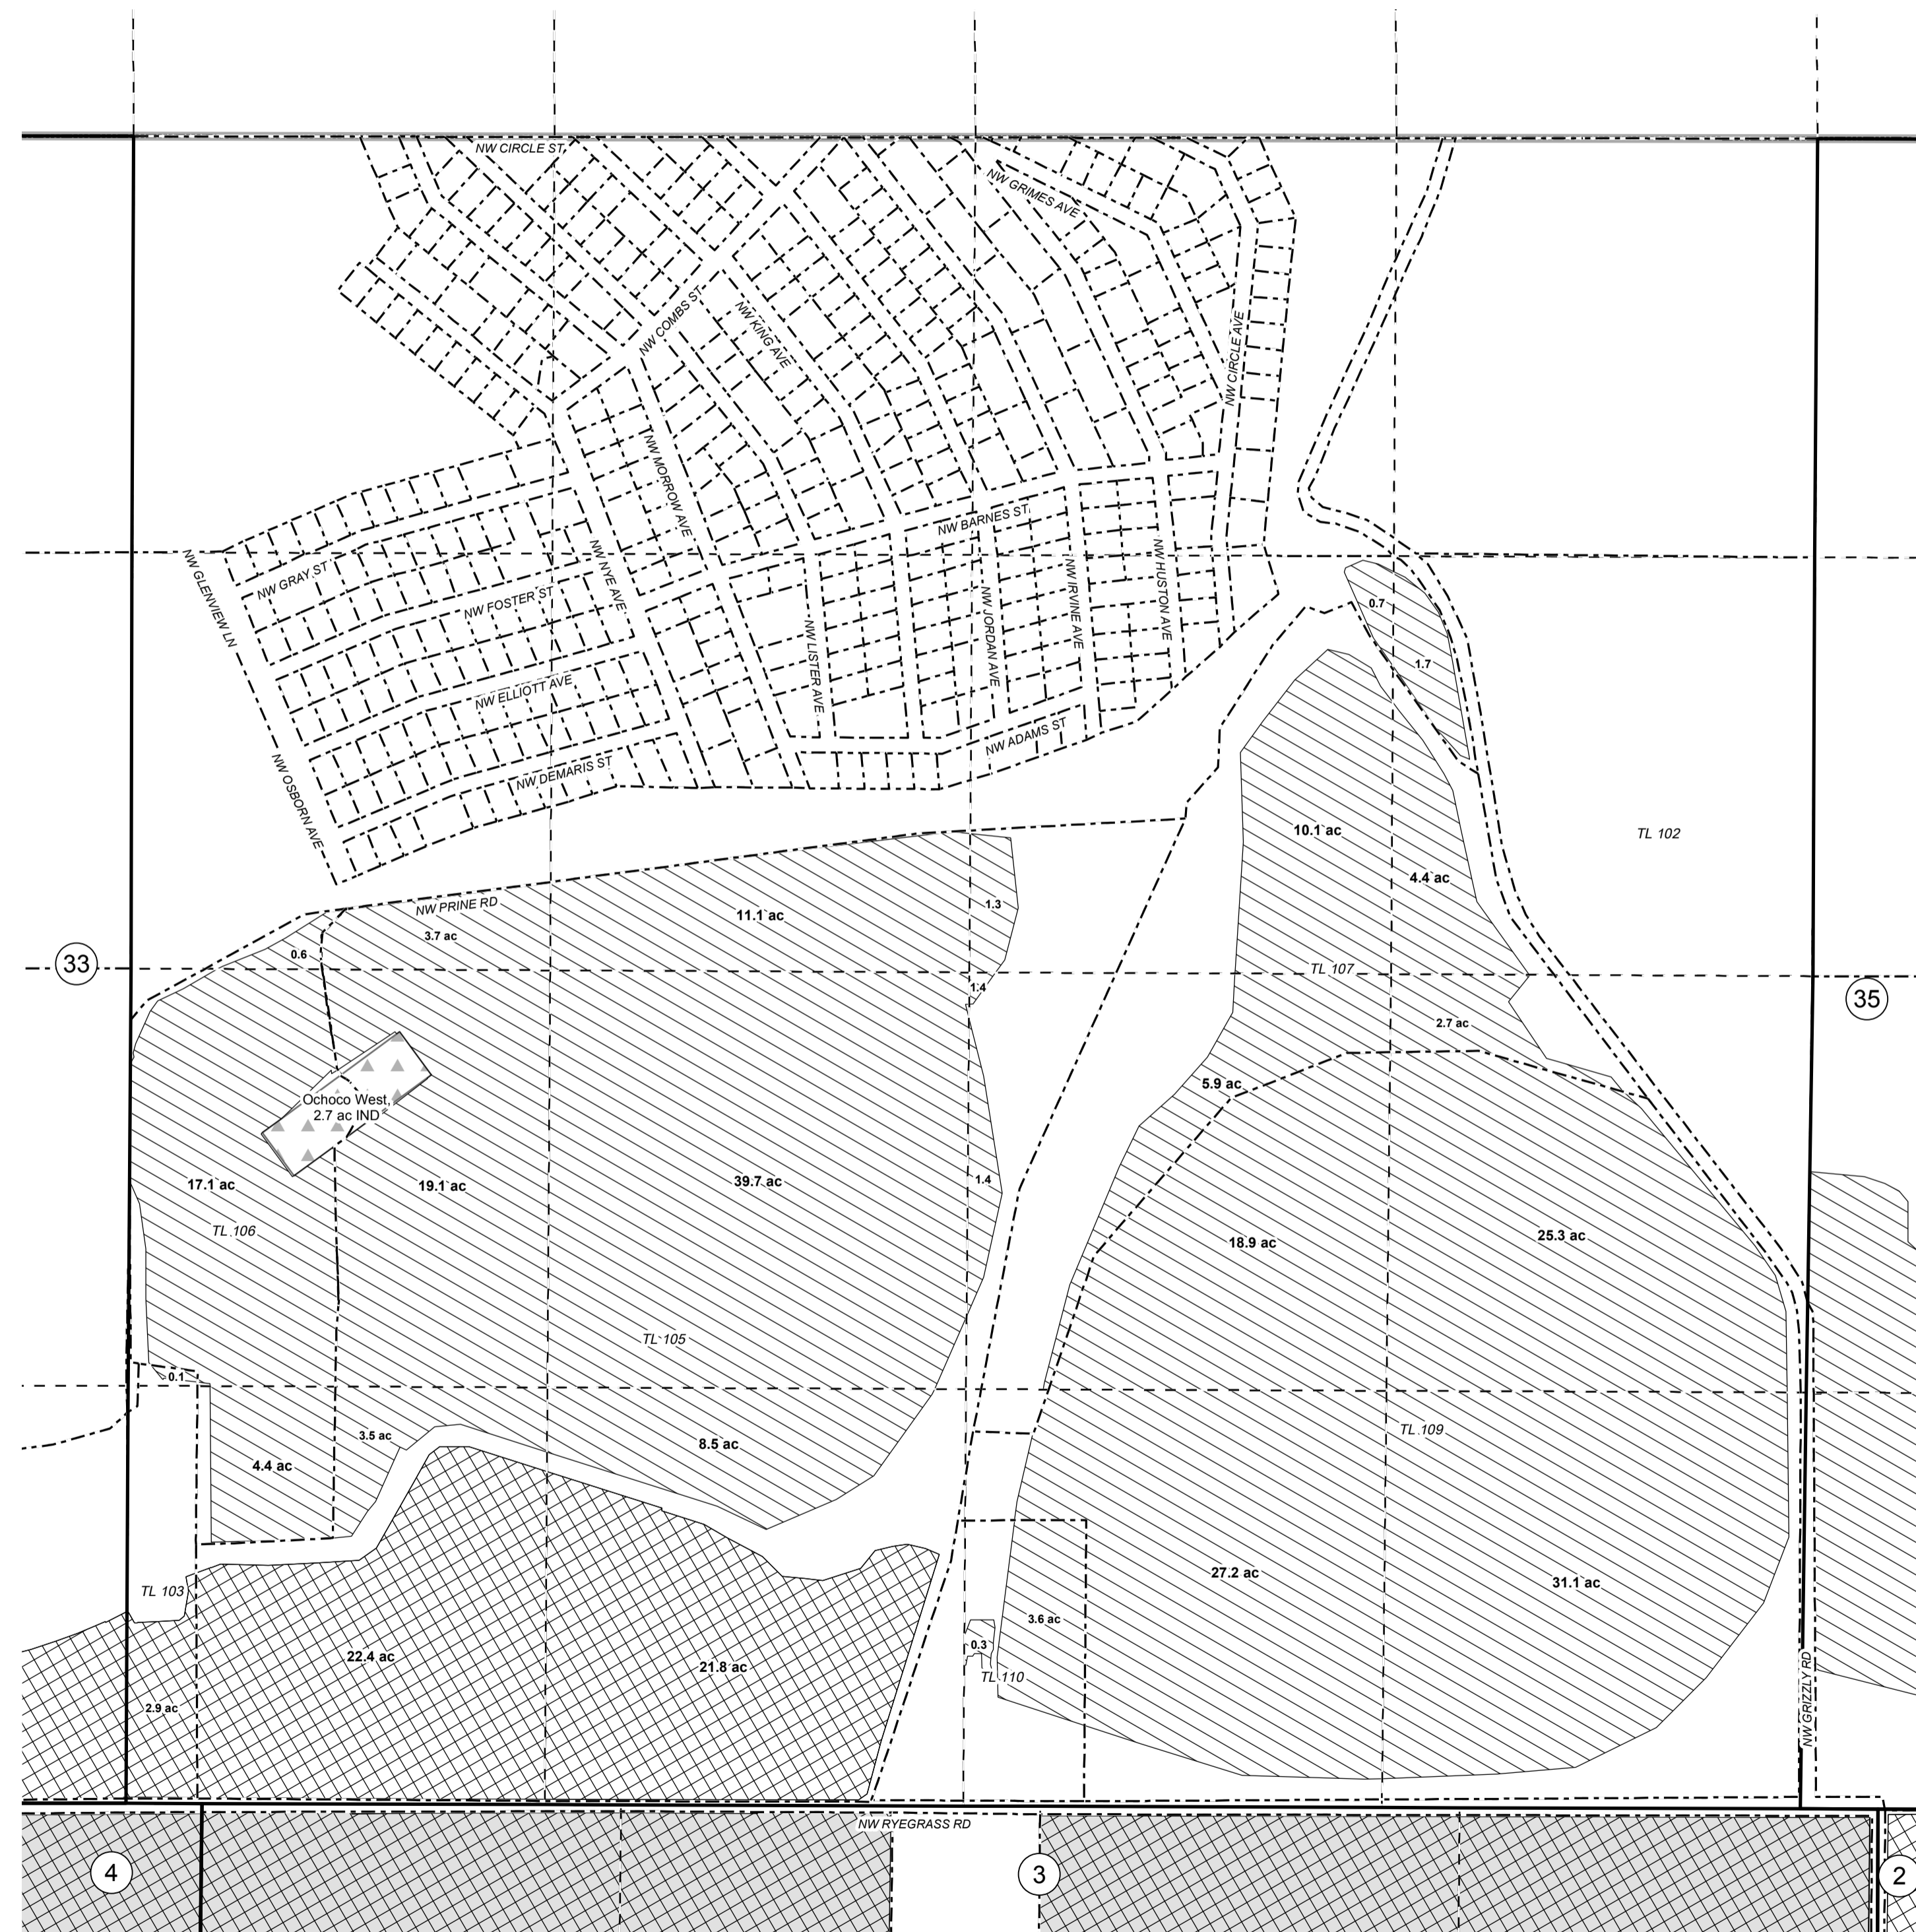 NW CIRCLE ST
NW GRIMES AVE
NW COMBS ST
NW KING AVE
NW CIRCLE AVE
NW MORROW AVE
NW BARNES ST
NW GLENVIEW LN
NW GRAY ST
NW NYE AVE
NW FOSTER ST
NW IRVINE AVE
NW HUSTON AVE
NW JORDAN AVE
NW LISTER AVE
0.7
1.7
NW ELLIOTT AVE
NW ADAMS ST
NW DEMARIS ST
NW OSBORN AVE
10.1 ac
TL 102
4.4 ac
NW PRINE RD
11.1 ac
1.3
3.7 ac
0.6
33
TL 107
1.4
35
2.7 ac
5.9 ac
Ochoco West,
2.7 ac IND
17.1 ac
19.1 ac
39.7 ac
1.4
TL 106
18.9 ac
25.3 ac
TL 105
0.1
3.5 ac
8.5 ac
TL 109
4.4 ac
TL 103
27.2 ac
31.1 ac
3.6 ac
0.3
22.4 ac
21.8 ac
TL 110
2.9 ac
NW GRIZZLY RD
NW RYEGRASS RD
4
3
2